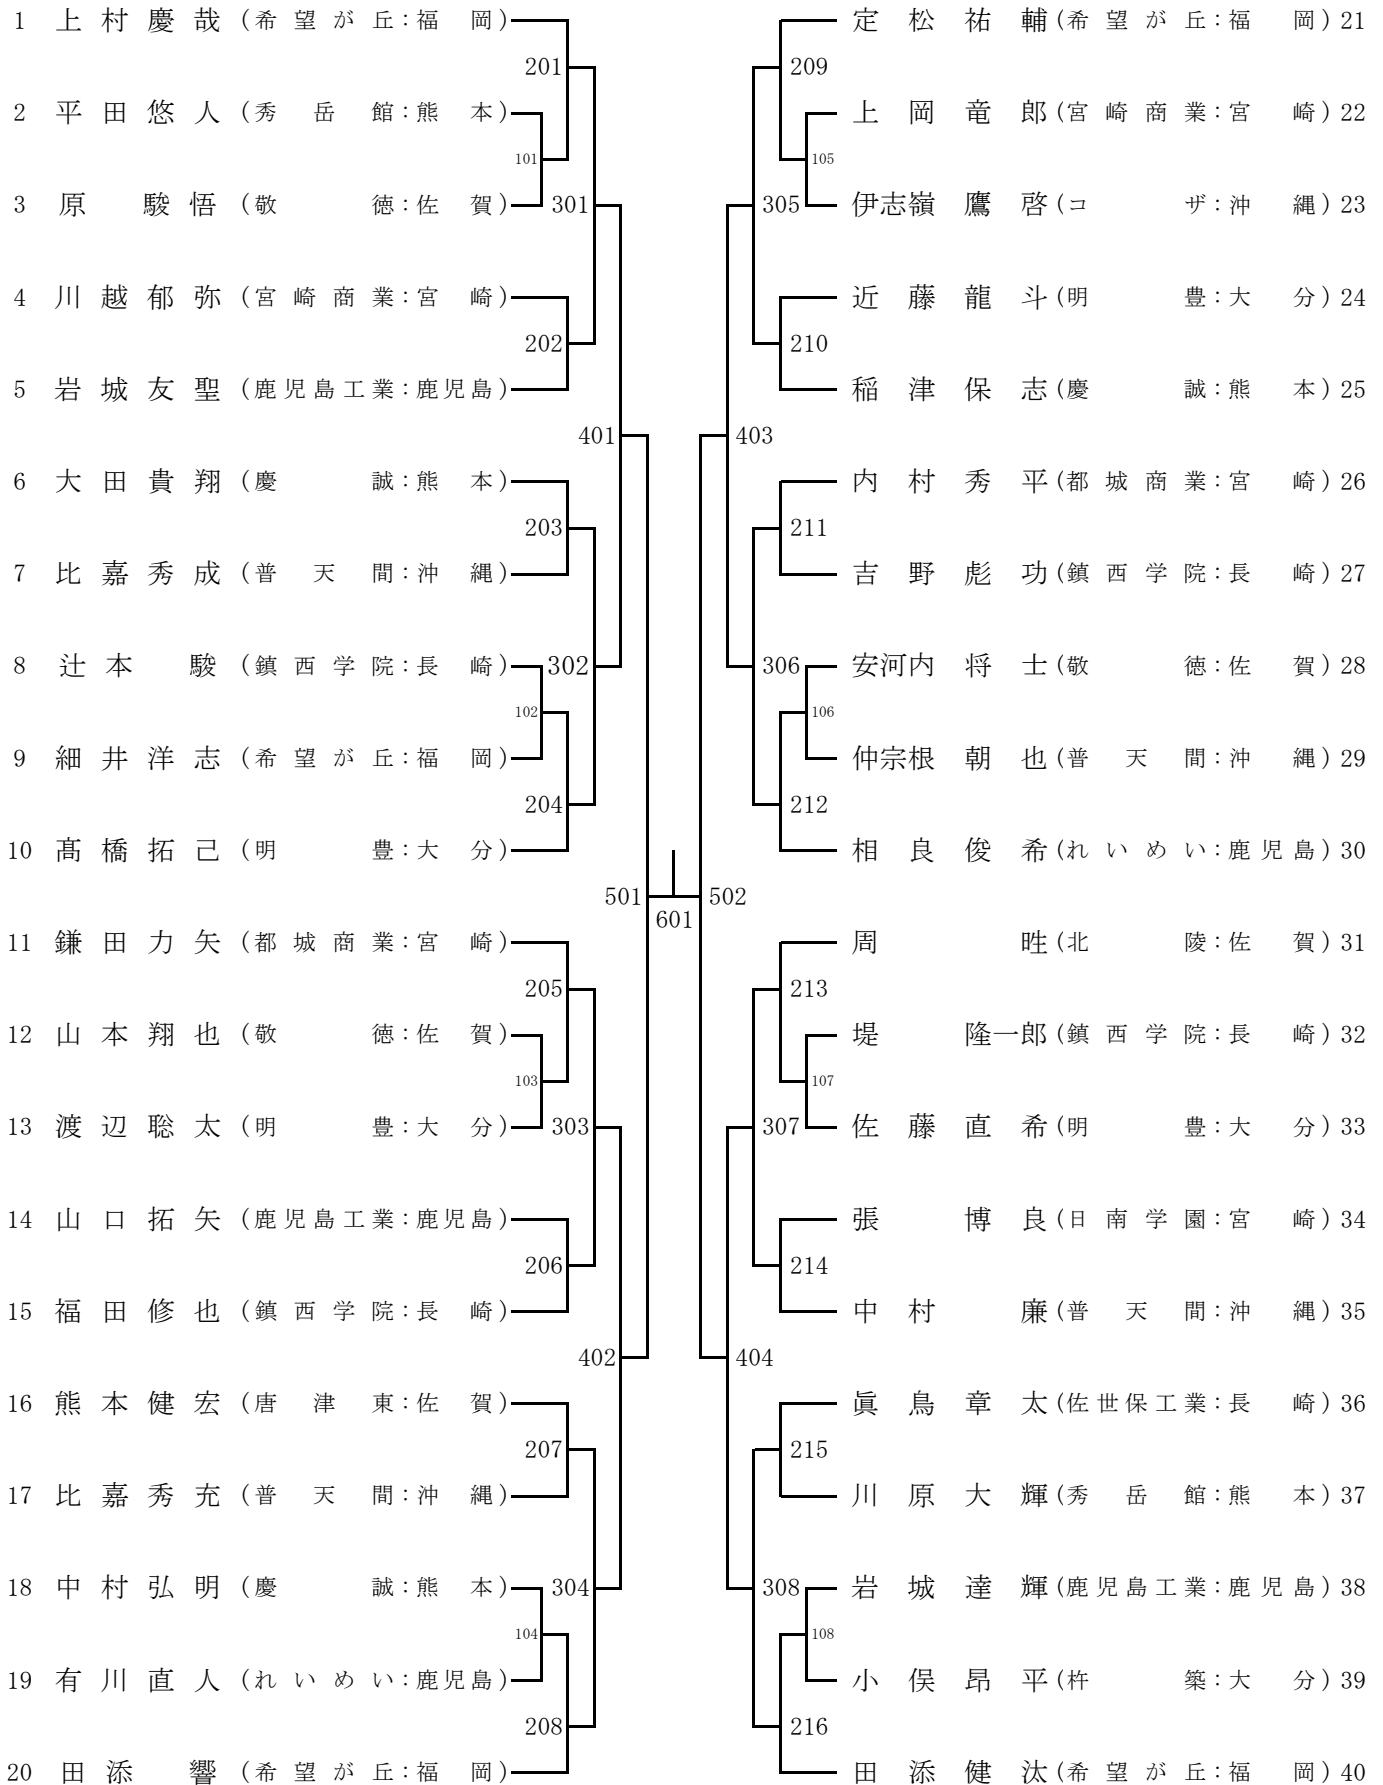 1 上村慶哉 (希望が丘:福岡) 定松祐輔 (希望が丘:福岡) 21
201 209
2 平田悠人 (秀岳館:熊本) 上岡竜郎 (宮崎商業:宮崎) 22
101 105
3 原駿悟 (敬徳:佐賀) 301 305 伊志嶺鷹啓 (コザ:沖縄) 23
4 川越郁弥 (宮崎商業:宮崎) 近藤龍斗 (明豊:大分) 24
202 210
5 岩城友聖 (鹿児島工業:鹿児島) 稲津保志 (慶誠:熊本) 25
401 403
6 大田貴翔 (慶誠:熊本) 内村秀平 (都城商業:宮崎) 26
203 211
7 比嘉秀成 (普天間:沖縄) 吉野彪功 (鎮西学院:長崎) 27
8 辻本駿 (鎮西学院:長崎) 302 306 安河内将士 (敬徳:佐賀) 28
102 106
9 細井洋志 (希望が丘:福岡) 仲宗根朝也 (普天間:沖縄) 29
204 212
10 髙橋拓己 (明豊:大分) 相良俊希 (れいめい:鹿児島) 30
501 502
601
11 鎌田力矢 (都城商業:宮崎) 周甠 (北陵:佐賀) 31
205 213
12 山本翔也 (敬徳:佐賀) 堤隆一郎 (鎮西学院:長崎) 32
103 107
13 渡辺聡太 (明豊:大分) 303 307 佐藤直希 (明豊:大分) 33
14 山口拓矢 (鹿児島工業:鹿児島) 張博良 (日南学園:宮崎) 34
206 214
15 福田修也 (鎮西学院:長崎) 中村廉 (普天間:沖縄) 35
402 404
16 熊本健宏 (唐津東:佐賀) 眞鳥章太 (佐世保工業:長崎) 36
207 215
17 比嘉秀充 (普天間:沖縄) 川原大輝 (秀岳館:熊本) 37
18 中村弘明 (慶誠:熊本) 304 308 岩城達輝 (鹿児島工業:鹿児島) 38
104 108
19 有川直人 (れいめい:鹿児島) 小俣昂平 (杵築:大分) 39
208 216
20 田添響 (希望が丘:福岡) 田添健汰 (希望が丘:福岡) 40